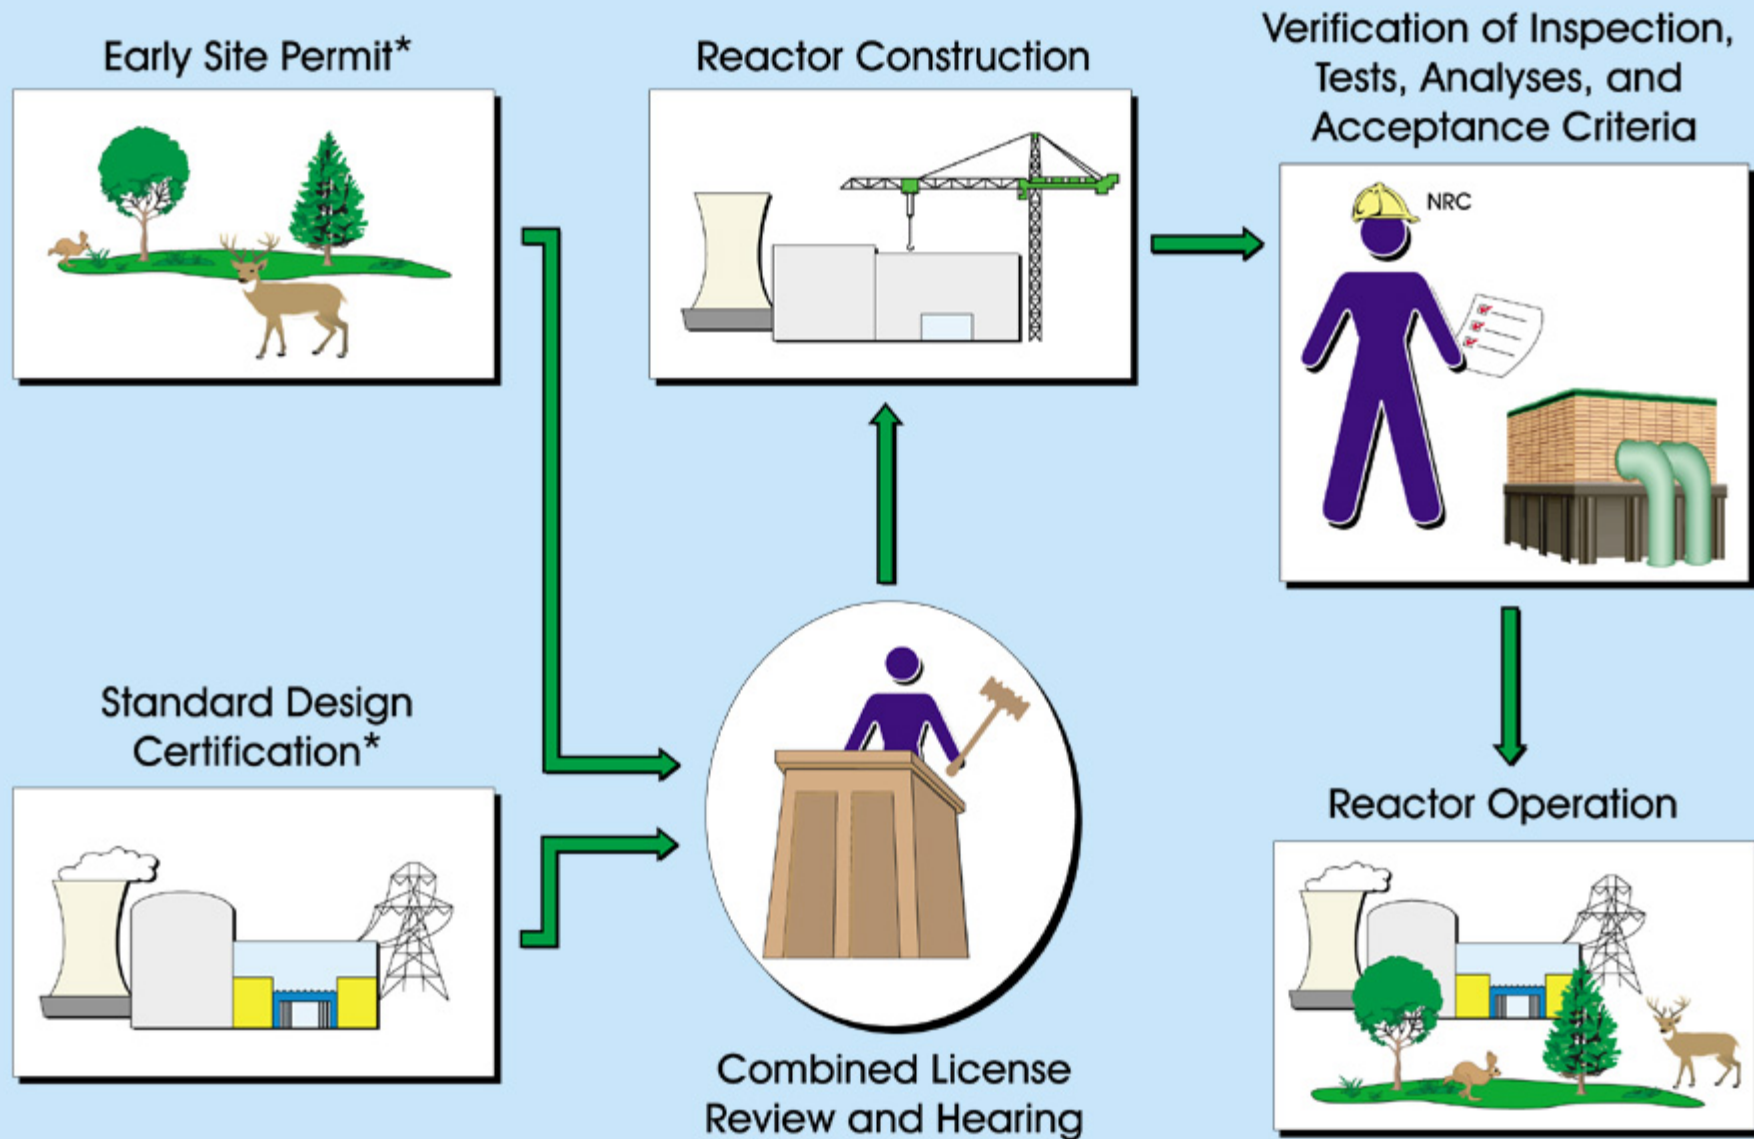 Early Site Permit*
Reactor Construction
Verification of Inspection,
Tests, Analyses, and
Acceptance Criteria
NRC
Standard Design
Certification*
Reactor Operation
Combined License
Review and Hearing